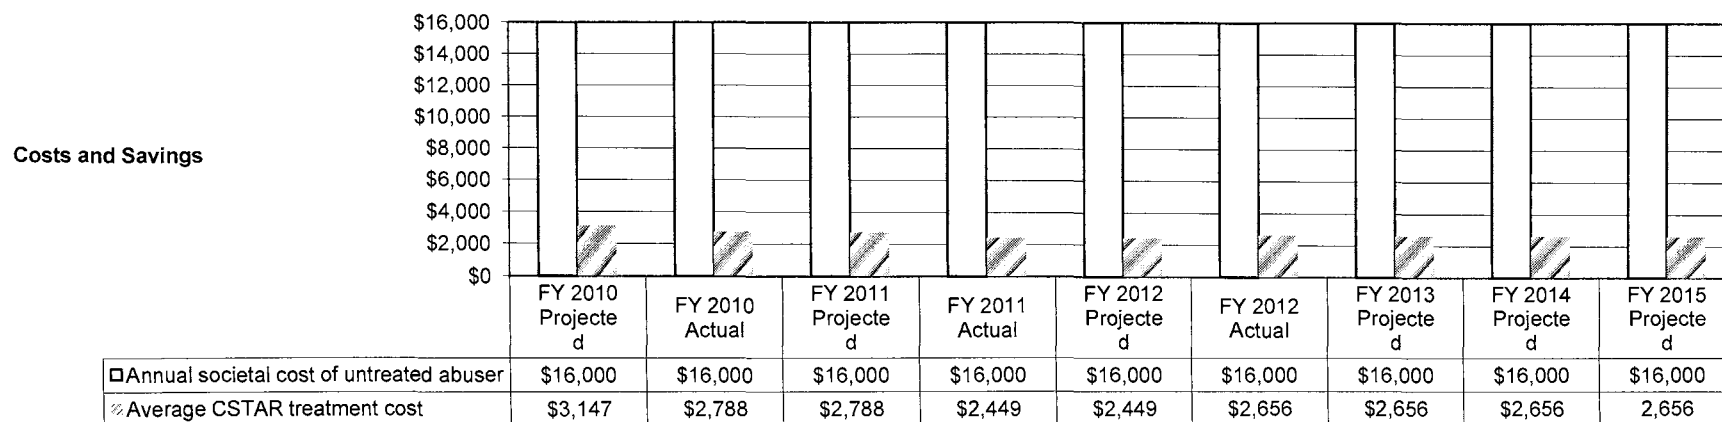 Costs and Savings
$16,000
$14,000
$12,000
$10,000
$8,000
$6,000
$4,000
$2,000
$0
FY 2010 Projecte d
FY 2010 Actual
FY 2011 Projecte d
FY 2011 Actual
FY 2012 Projecte d
FY 2012 Actual
FY 2013 Projecte d
FY 2014 Projecte d
FY 2015 Projecte d
Annual societal cost of untreated abuser $16,000 $16,000 $16,000 $16,000 $16,000 $16,000 $16,000 $16,000 $16,000
Average CSTAR treatment cost $3,147 $2,788 $2,788 $2,449 $2,449 $2,656 $2,656 $2,656 2,656